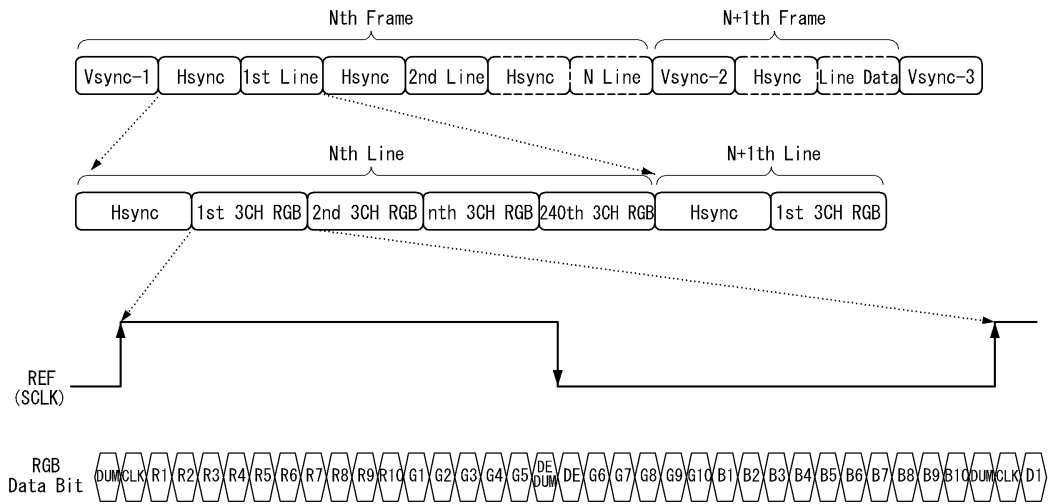 Nth Frame N+1th Frame
Vsync-1 Hsync 1st Line Hsync 2nd Line Hsync N Line Vsync-2 Hsync Line Data Vsync-3
Nth Line N+1th Line
Hsync 1st 3CH RGB 2nd 3CH RGB nth 3CH RGB 240th 3CH RGB Hsync 1st 3CH RGB
REF
(SCLK)
RGB
Data Bit
DUM CLK R1 R2 R3 R4 R5 R6 R7 R8 R9 R10 G1 G2 G3 G4 G5 DE DUM DE G6 G7 G8 G9 G10 B1 B2 B3 B4 B5 B6 B7 B8 B9 B10 DUM CLK D1